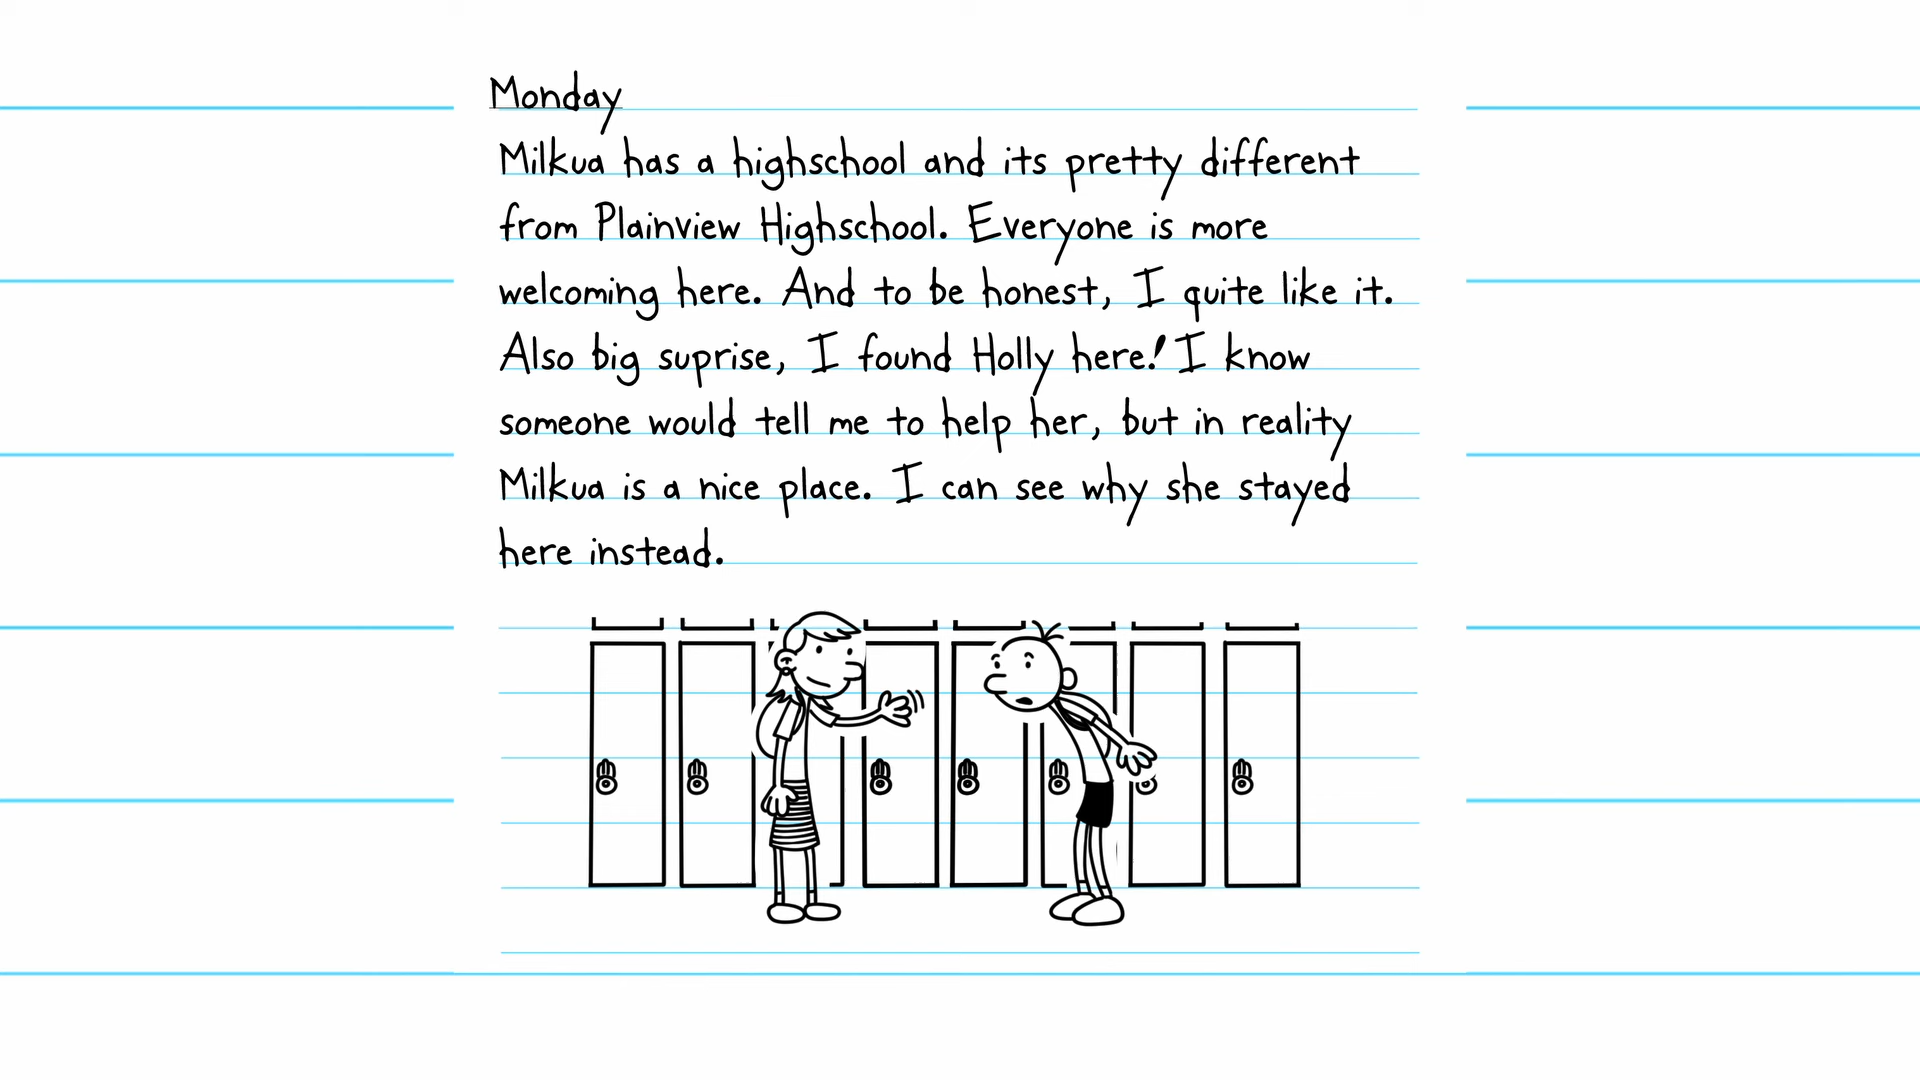 Monday
Milkua has a highschool and its pretty different
from Plainview Highschool. Everyone is more
welcoming here. And to be honest, I quite like it.
Also big suprise, I found Holly here! I know
someone would tell me to help her, but in reality
Milkua is a nice place. I can see why she stayed
here instead.